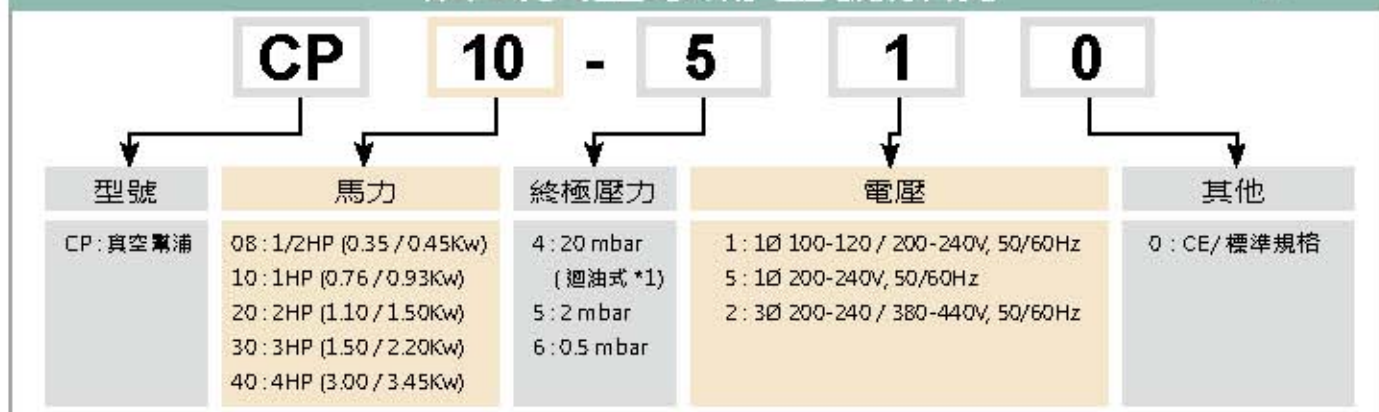 CP 10 - 5 1 0
型號
馬力
終極壓力
電壓
其他
CP : 真空幫浦
08 : 1/2HP (0.35 / 0.45Kw)
10 : 1HP (0.76 / 0.93Kw)
20 : 2HP (1.10 / 1.50Kw)
30 : 3HP (1.50 / 2.20Kw)
40 : 4HP (3.00 / 3.45Kw)
4 : 20 mbar
( 迴油式 *1)
5 : 2 mbar
6 : 0.5 mbar
1 : 1Ø 100-120 / 200-240V, 50/60Hz
5 : 1Ø 200-240V, 50/60Hz
2 : 3Ø 200-240 / 380-440V, 50/60Hz
0 : CE/ 標準規格